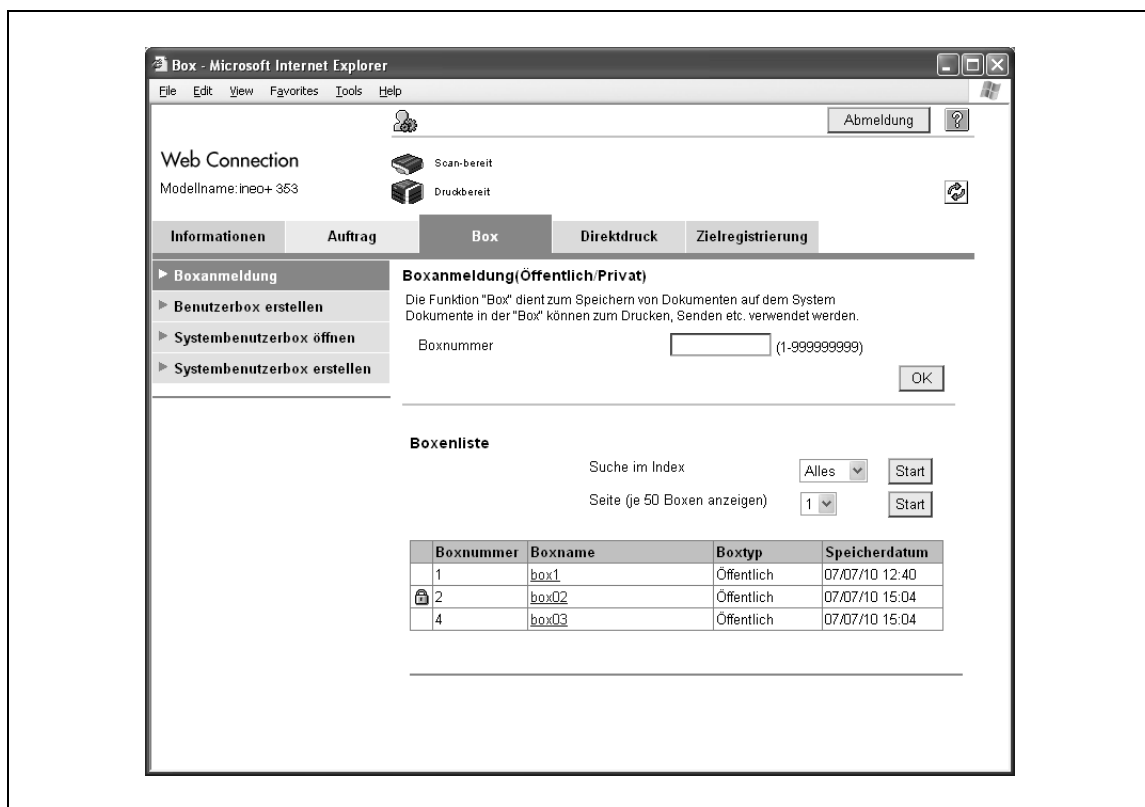 Box - Microsoft Internet Explorer
File Edit View Favorites Tools Help
Abmeldung ?
Web Connection
Scan-bereit
Modellname:ineo+ 353
Druckbereit
Informationen Auftrag Box Direktdruck Zielregistrierung
Boxanmeldung
Benutzerbox erstellen
Systembenutzerbox öffnen
Systembenutzerbox erstellen
Boxanmeldung(Öffentlich/Privat)
Die Funktion "Box" dient zum Speichern von Dokumenten auf dem System
Dokumente in der "Box" können zum Drucken, Senden etc. verwendet werden.
Boxnummer (1-999999999)
OK
Boxenliste
Suche im Index Alles Start
Seite (je 50 Boxen anzeigen) 1 Start
Boxnummer Boxname Boxtyp Speicherdatum
1 box1 Öffentlich 07/07/10 12:40
2 box02 Öffentlich 07/07/10 15:04
4 box03 Öffentlich 07/07/10 15:04